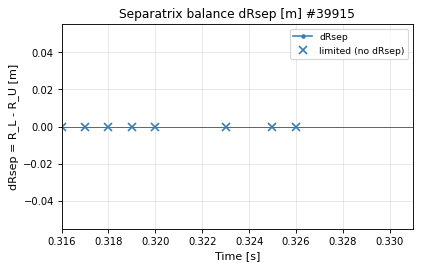 Separatrix balance dRsep [m] #39915
dRsep
limited (no dRsep)
dRsep = R_L - R_U [m]
0.04
0.02
0.00
−0.02
−0.04
0.316 0.318 0.320 0.322 0.324 0.326 0.328 0.330
Time [s]